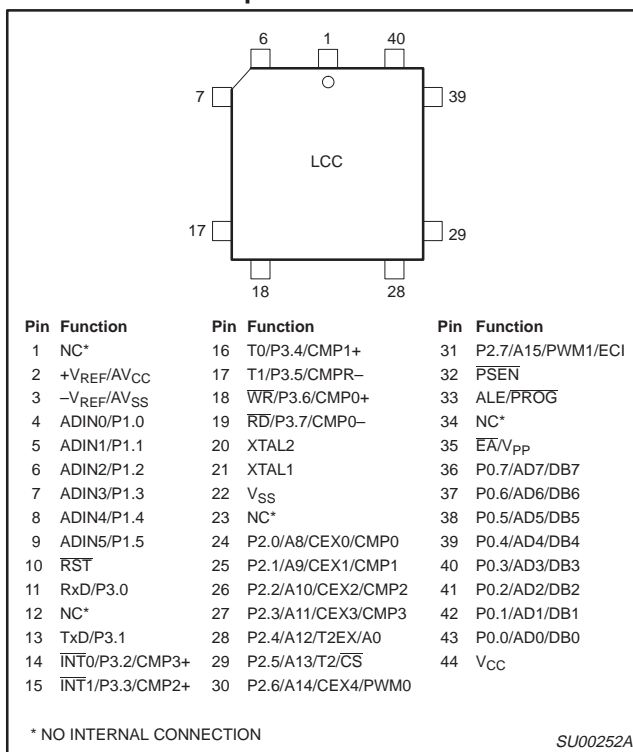 6 1 40
7 39
LCC
17 29
18 28
Pin Function
1 NC*
2 +VREF/AVCC
3 –VREF/AVSS
4 ADIN0/P1.0
5 ADIN1/P1.1
6 ADIN2/P1.2
7 ADIN3/P1.3
8 ADIN4/P1.4
9 ADIN5/P1.5
10 R̅S̅T̅
11 RxD/P3.0
12 NC*
13 TxD/P3.1
14 I̅N̅T̅0/P3.2/CMP3+
15 I̅N̅T̅1/P3.3/CMP2+
Pin Function
16 T0/P3.4/CMP1+
17 T1/P3.5/CMPR–
18 W̅R̅/P3.6/CMP0+
19 R̅D̅/P3.7/CMP0–
20 XTAL2
21 XTAL1
22 VSS
23 NC*
24 P2.0/A8/CEX0/CMP0
25 P2.1/A9/CEX1/CMP1
26 P2.2/A10/CEX2/CMP2
27 P2.3/A11/CEX3/CMP3
28 P2.4/A12/T2EX/A0
29 P2.5/A13/T2/C̅S̅
30 P2.6/A14/CEX4/PWM0
Pin Function
31 P2.7/A15/PWM1/ECI
32 P̅S̅E̅N̅
33 ALE/P̅R̅O̅G̅
34 NC*
35 E̅A̅/VPP
36 P0.7/AD7/DB7
37 P0.6/AD6/DB6
38 P0.5/AD5/DB5
39 P0.4/AD4/DB4
40 P0.3/AD3/DB3
41 P0.2/AD2/DB2
42 P0.1/AD1/DB1
43 P0.0/AD0/DB0
44 VCC
* NO INTERNAL CONNECTION
SU00252A